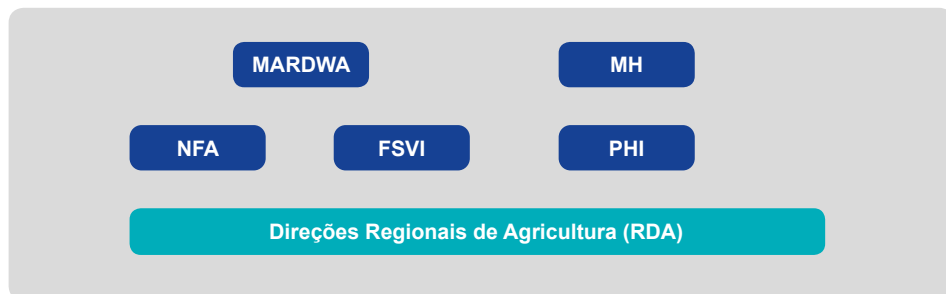 MARDWA
MH
NFA
FSVI
PHI
Direções Regionais de Agricultura (RDA)